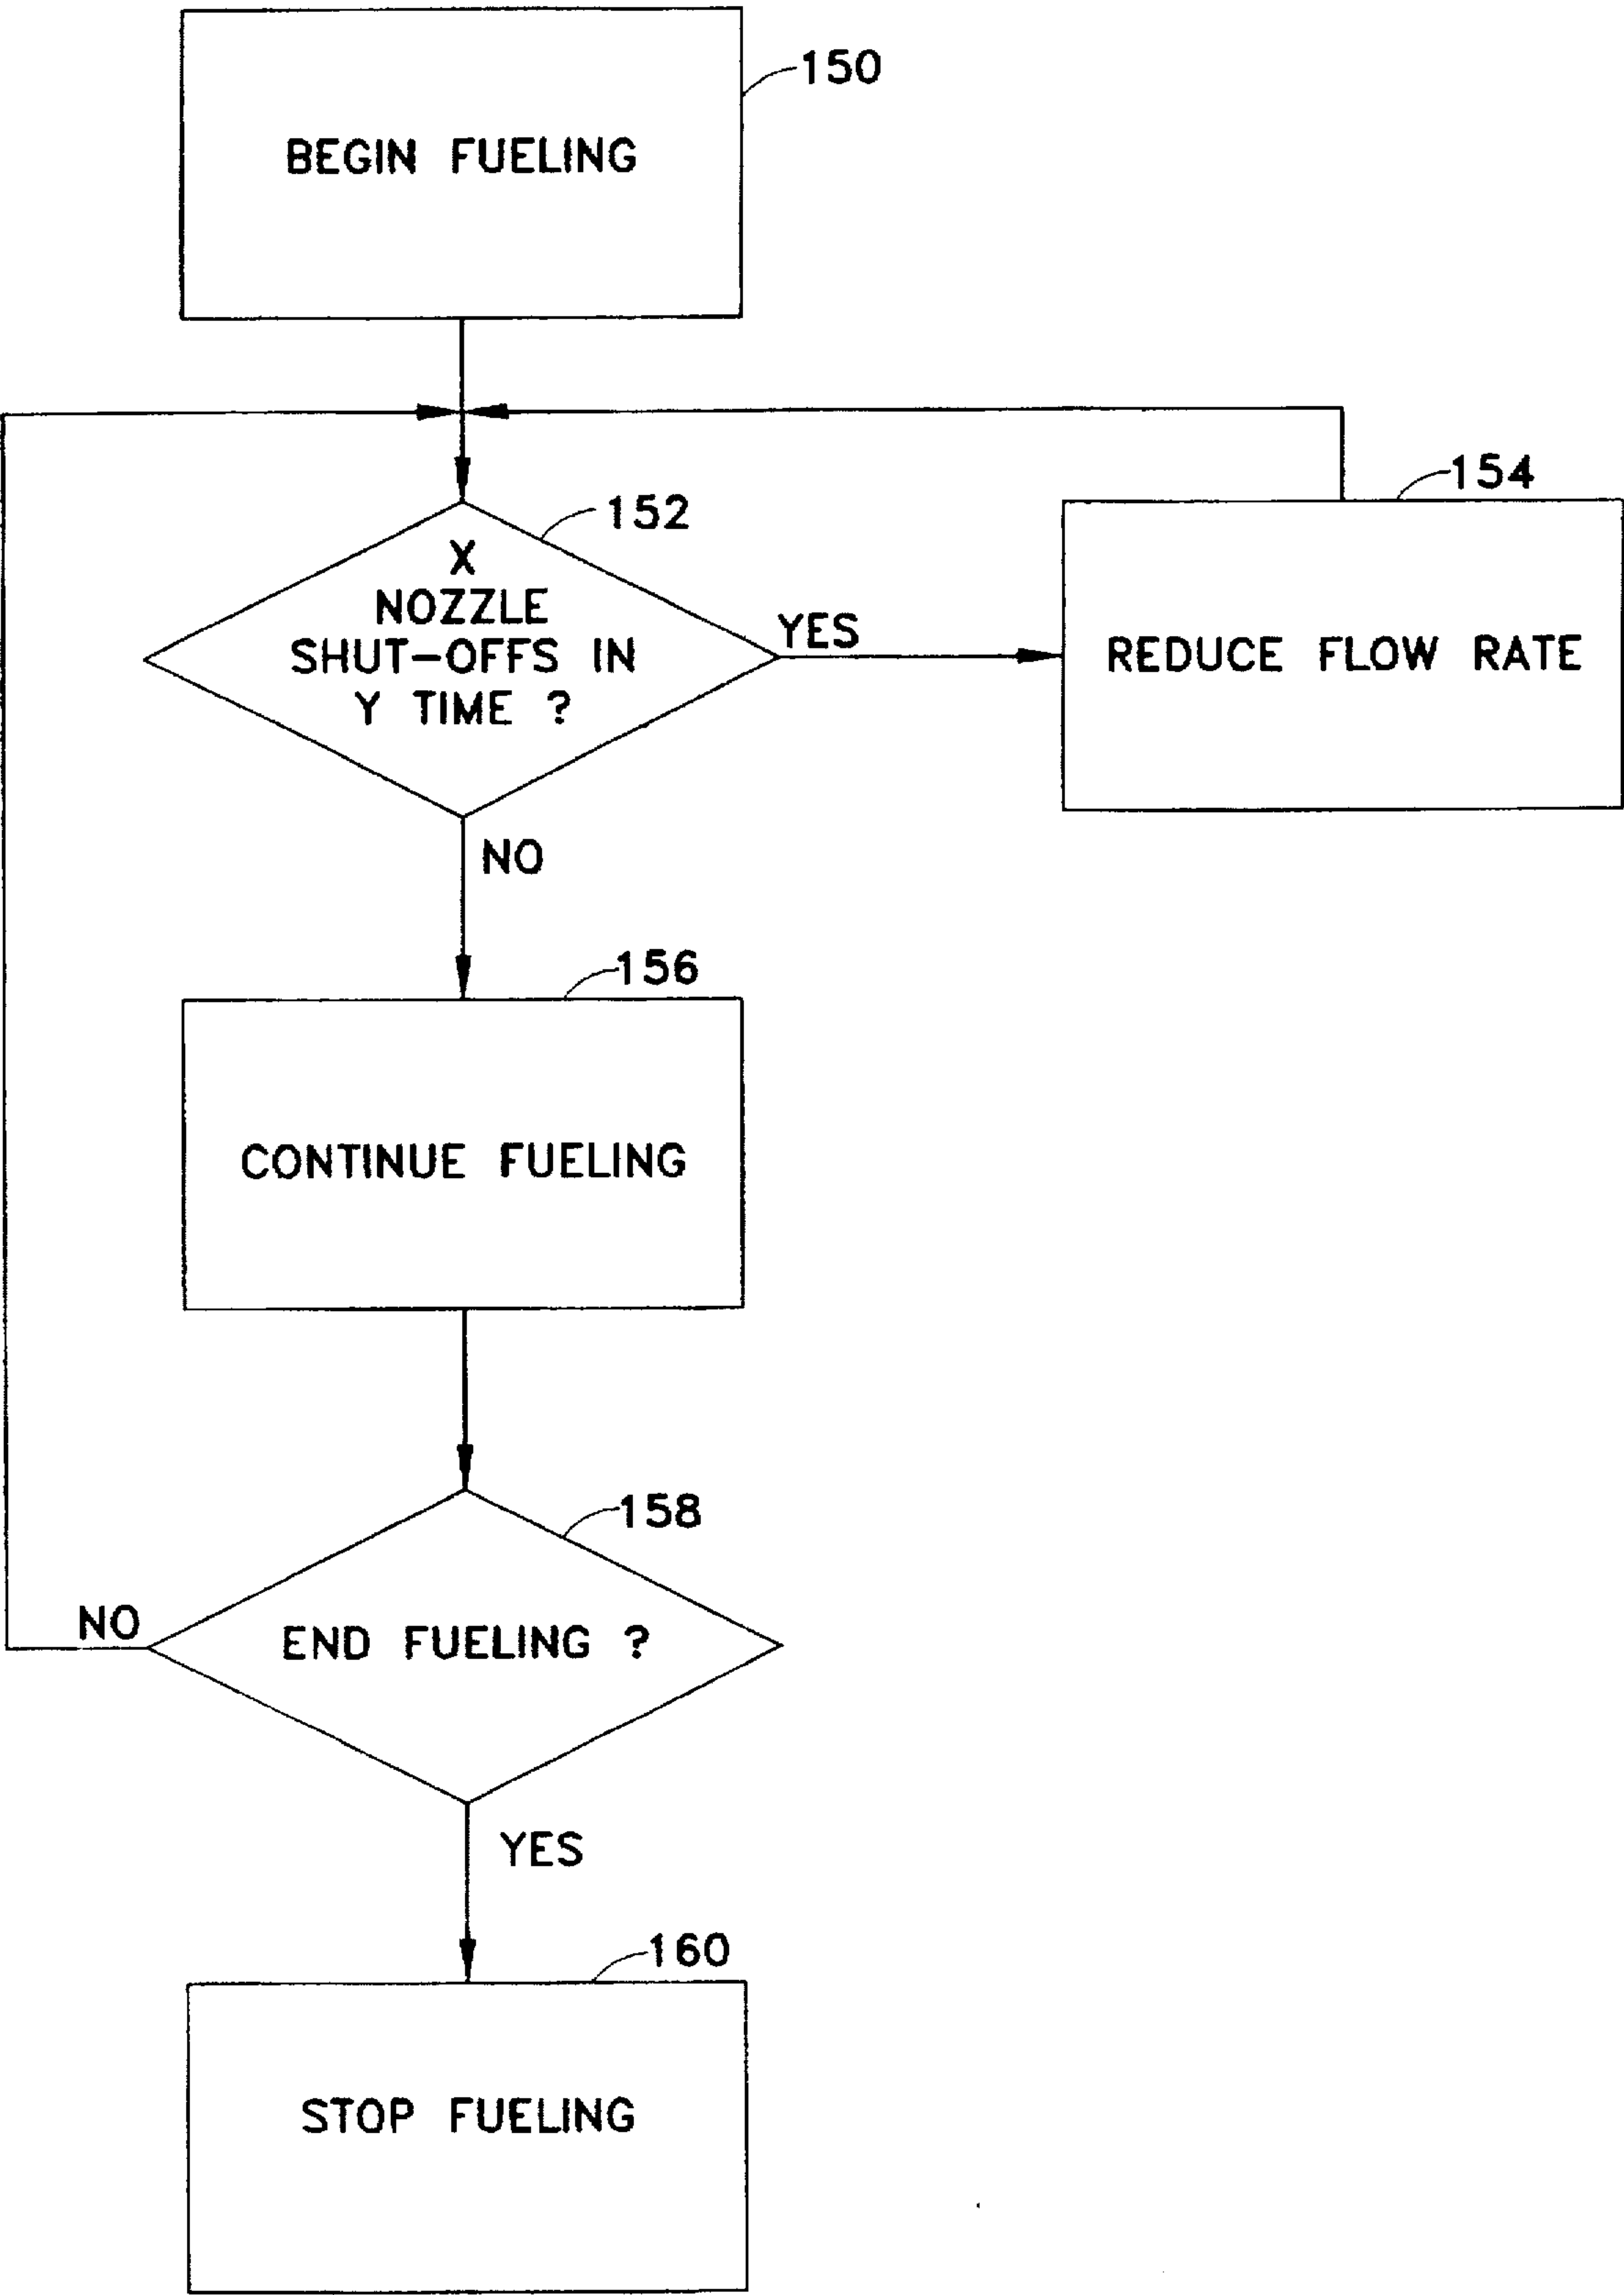 150
BEGIN FUELING
152
X
NOZZLE
SHUT-OFFS IN
Y TIME ?
YES
154
REDUCE FLOW RATE
NO
156
CONTINUE FUELING
158
END FUELING ?
NO
YES
160
STOP FUELING